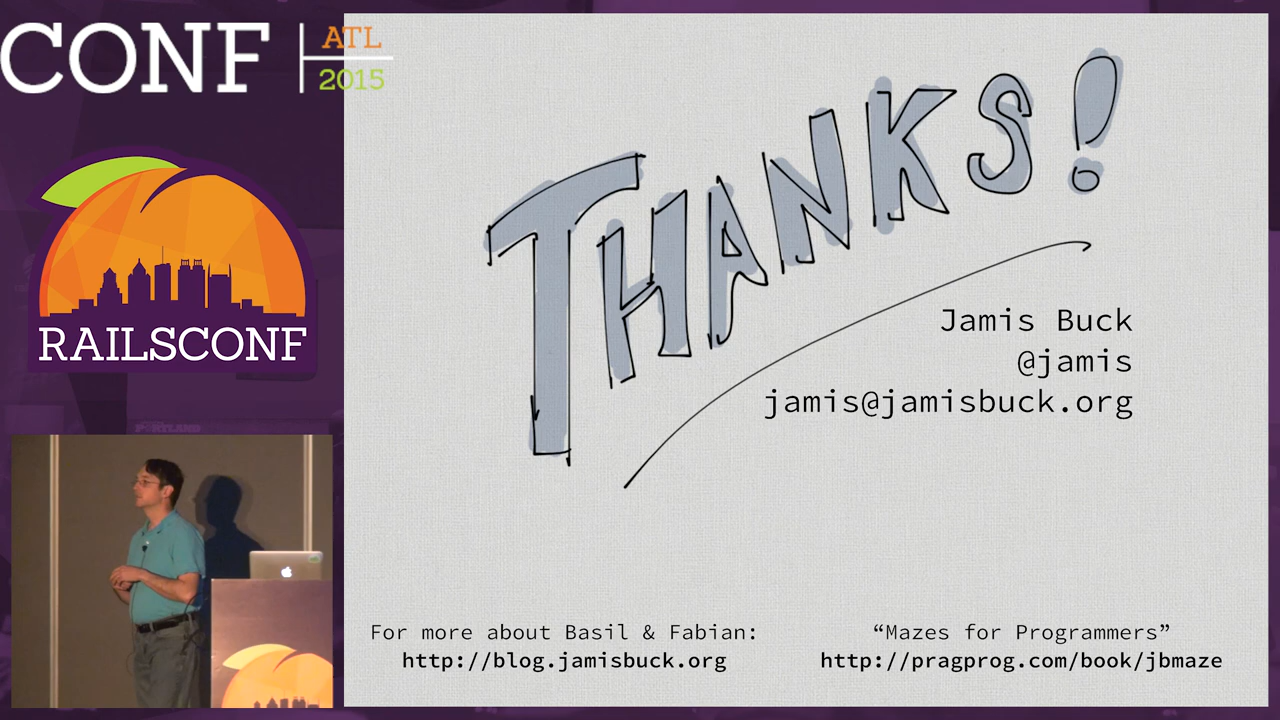 CONF
ATL
2015
RAILSCONF
THANKS!
Jamis Buck
@jamis
jamis@jamisbuck.org
For more about Basil & Fabian:
http://blog.jamisbuck.org
“Mazes for Programmers”
http://pragprog.com/book/jbmaze